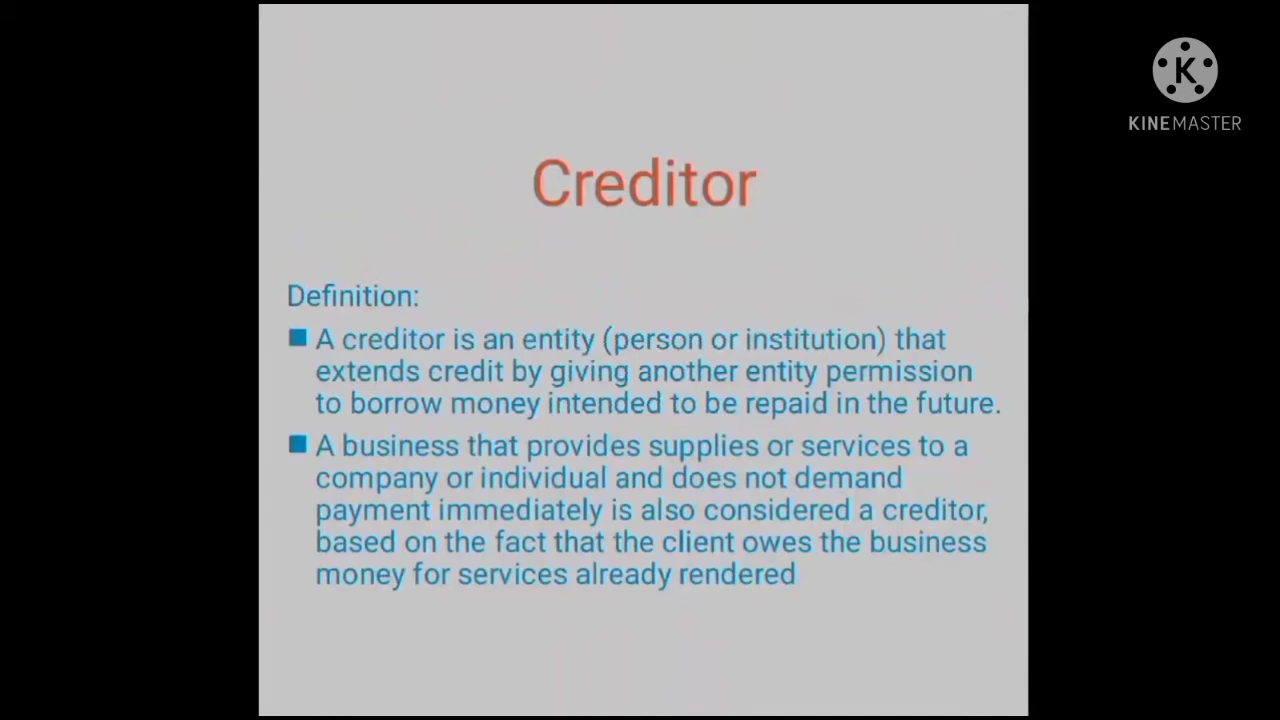 K
KINEMASTER
Creditor
Definition:
A creditor is an entity (person or institution) that
extends credit by giving another entity permission
to borrow money intended to be repaid in the future.
A business that provides supplies or services to a
company or individual and does not demand
payment immediately is also considered a creditor,
based on the fact that the client owes the business
money for services already rendered